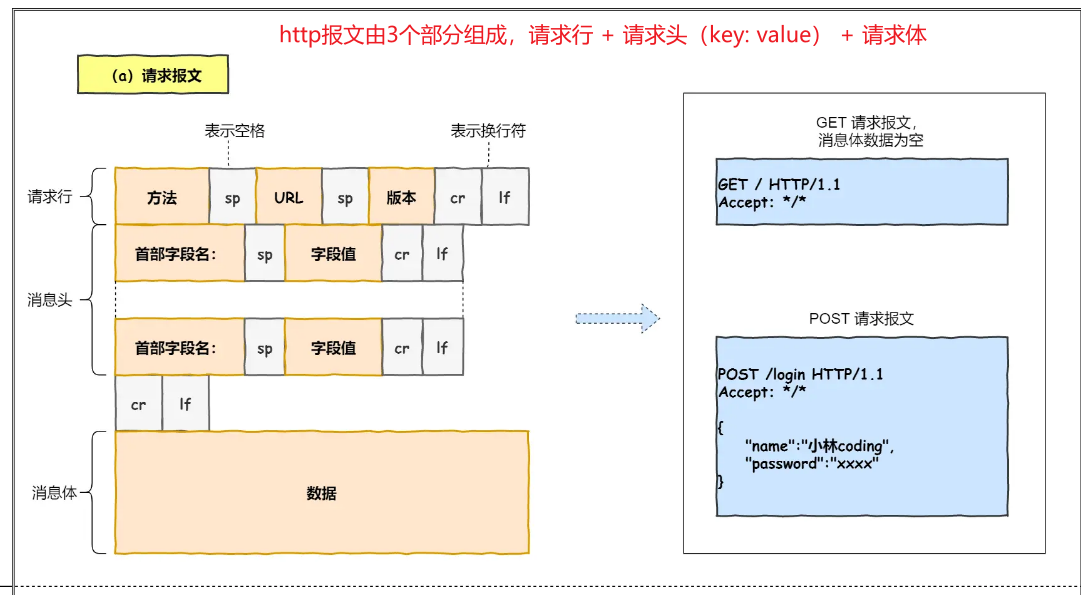 http报文由3个部分组成，请求行 + 请求头（key: value） + 请求体
（a）请求报文
表示空格
表示换行符
请求行
方法
sp
URL
sp
版本
cr
lf
消息头
首部字段名：
sp
字段值
cr
lf
首部字段名：
sp
字段值
cr
lf
cr
lf
消息体
数据
GET 请求报文，
消息体数据为空
GET / HTTP/1.1
Accept: */*
POST 请求报文
POST /login HTTP/1.1
Accept: */*
{
"name":"小林coding",
"password":"xxxx"
}